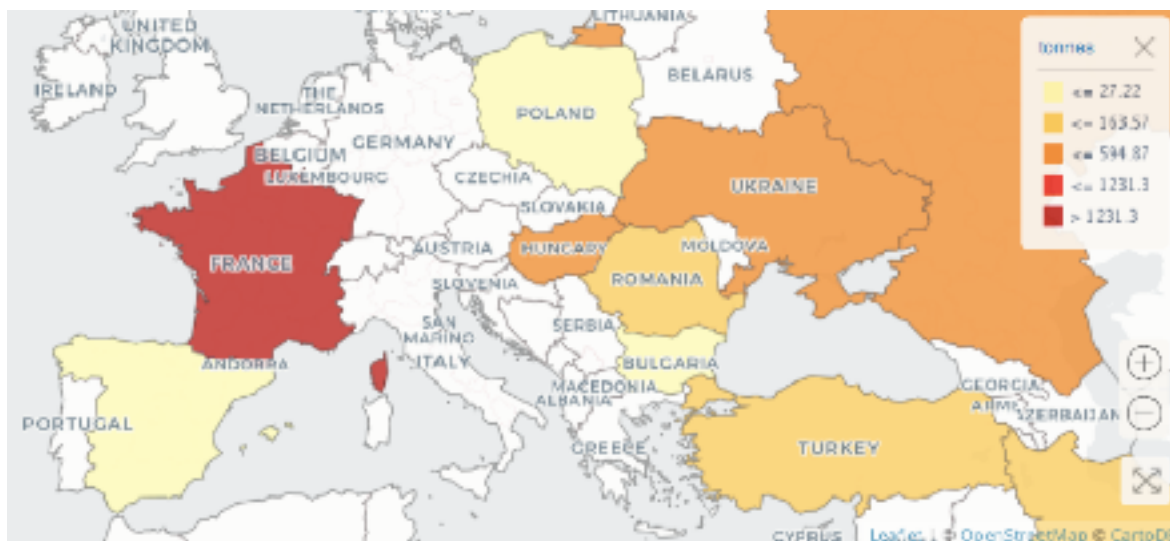 LITHUANIA
UNITED
KINGDOM
tonnes
IRELAND
BELARUS
THE
NETHERLANDS
<= 27.22
POLAND
<= 163.57
GERMANY
<= 594.87
BELGIUM
LUXEMBOURG
CZECHIA
UKRAINE
<= 1231.3
SLOVAKIA
> 1231.3
AUSTRIA
HUNGARY
MOLDOVA
FRANCE
ROMANIA
SLOVENIA
SAN
MARINO
SERBIA
ITALY
ANDORRA
BULGARIA
MACEDONIA
GEORGIA
ALBANIA
AZERBAIJAN
PORTUGAL
GREECE
TURKEY
CYPRUS
Leaflet | © OpenStreetMap © CartoD